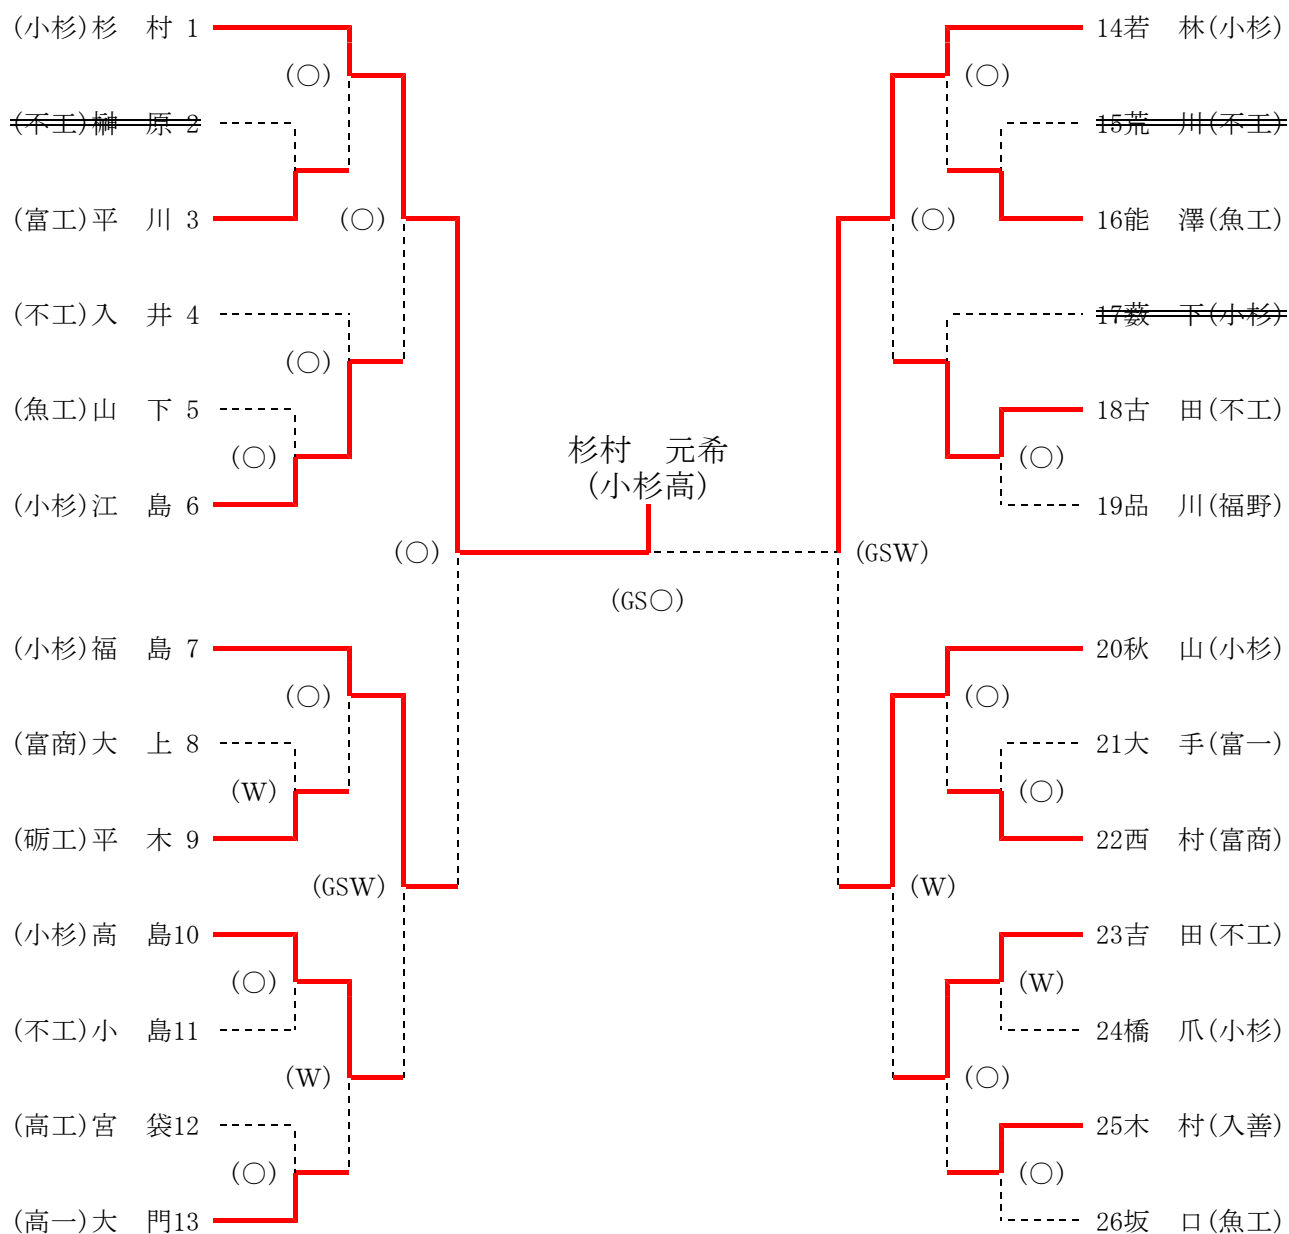 (小杉)杉　村 1
14若　林(小杉)
(○)
(○)
(不工)榊　原 2
15荒　川(不工)
(富工)平　川 3
(○)
(○)
16能　澤(魚工)
(不工)入　井 4
17薮　下(小杉)
(○)
(魚工)山　下 5
18古　田(不工)
杉村　元希
(○)
(○)
(小杉高)
(小杉)江　島 6
19品　川(福野)
(○)
(GSW)
(GS○)
(小杉)福　島 7
20秋　山(小杉)
(○)
(○)
(富商)大　上 8
21大　手(富一)
(W)
(○)
(砺工)平　木 9
22西　村(富商)
(GSW)
(W)
(小杉)高　島10
23吉　田(不工)
(○)
(W)
(不工)小　島11
24橋　爪(小杉)
(W)
(○)
(高工)宮　袋12
25木　村(入善)
(○)
(○)
(高一)大　門13
26坂　口(魚工)